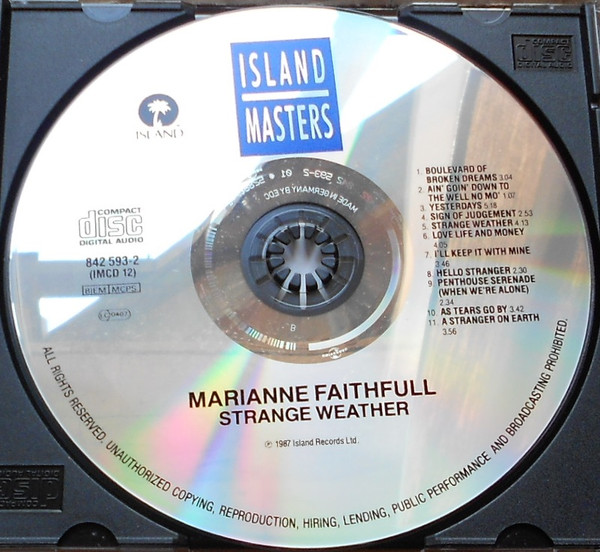 ISLAND
MASTERS
ISLAND
COMPACT
disc
DIGITAL AUDIO
842 593-2
(IMCD 12)
BIEM MCPS
MADE IN GERMANY BY EDC
1. BOULEVARD OF
BROKEN DREAMS 3.04
2. AIN' GOIN' DOWN TO
THE WELL NO MO' 1.07
3. YESTERDAYS 5.18
4. SIGN OF JUDGEMENT 2.53
5. STRANGE WEATHER 4.13
6. LOVE LIFE AND MONEY
4.05
7. I'LL KEEP IT WITH MINE
3.46
8. HELLO STRANGER 2.30
9. PENTHOUSE SERENADE
(WHEN WE'RE ALONE)
2.34
10. AS TEARS GO BY 3.42
11. A STRANGER ON EARTH
3.56
MARIANNE FAITHFULL
STRANGE WEATHER
℗ 1987 Island Records Ltd.
ALL RIGHTS RESERVED. UNAUTHORIZED COPYING, REPRODUCTION, HIRING, LENDING, PUBLIC PERFORMANCE AND BROADCASTING PROHIBITED.
COMPACT
disc
DIGITAL AUDIO